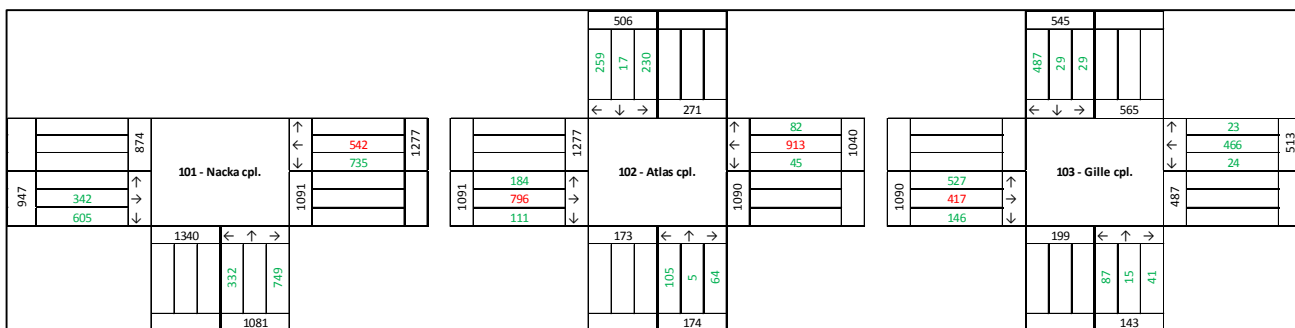 506
545
259 17 230
487 29 29
← ↓ → 271
← ↓ → 565
947
342 →
605 ↓
↑
874
101 - Nacka cpl.
1091
↑
← 542
↓ 735
1277
1340 ← ↑ →
332 749
1081
1091
184 ↑
796 →
111 ↓
1277
102 - Atlas cpl.
1090
↑ 82
← 913
↓ 45
1040
173 ← ↑ →
105 5 64
174
1090
527 ↑
417 →
146 ↓
103 - Gille cpl.
487
↑ 23
← 466
↓ 24
513
199 ← ↑ →
87 15 41
143